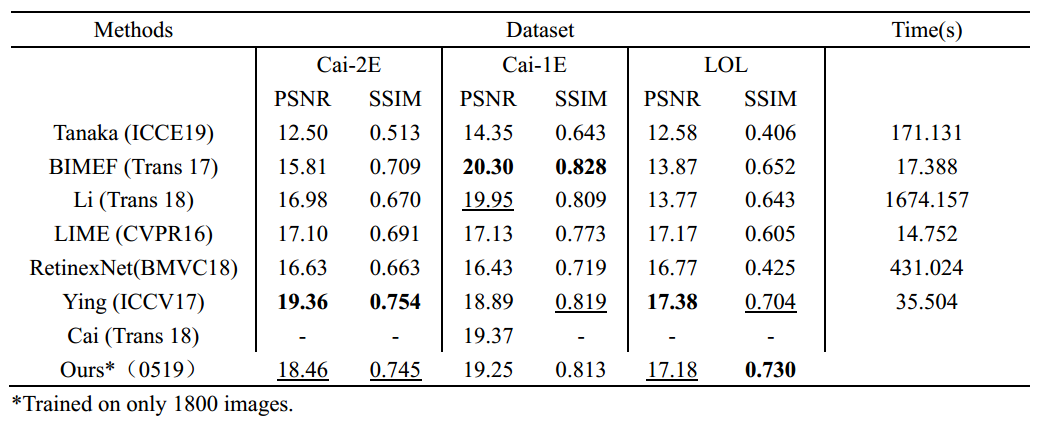 Methods Dataset Time(s)
Cai-2E Cai-1E LOL
PSNR SSIM PSNR SSIM PSNR SSIM
Tanaka (ICCE19) 12.50 0.513 14.35 0.643 12.58 0.406 171.131
BIMEF (Trans 17) 15.81 0.709 20.30 0.828 13.87 0.652 17.388
Li (Trans 18) 16.98 0.670 19.95 0.809 13.77 0.643 1674.157
LIME (CVPR16) 17.10 0.691 17.13 0.773 17.17 0.605 14.752
RetinexNet(BMVC18) 16.63 0.663 16.43 0.719 16.77 0.425 431.024
Ying (ICCV17) 19.36 0.754 18.89 0.819 17.38 0.704 35.504
Cai (Trans 18) - - 19.37 - - -
Ours*（0519） 18.46 0.745 19.25 0.813 17.18 0.730
*Trained on only 1800 images.